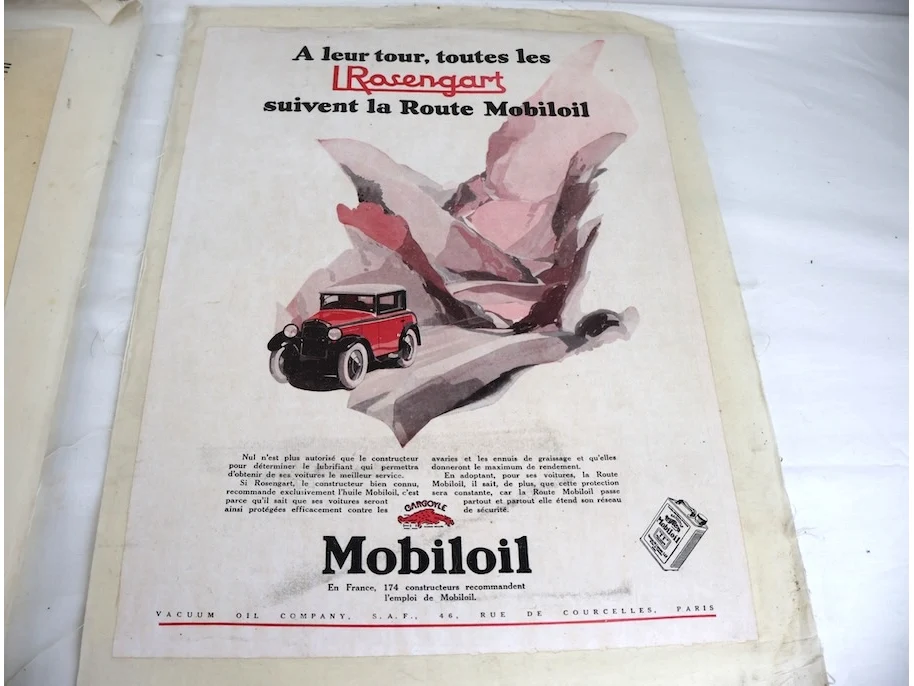 A leur tour, toutes les
LRosengart
suivent la Route Mobiloil
Nul n'est plus autorisé que le constructeur
pour déterminer le lubrifiant qui permettra
d'obtenir de ses voitures le meilleur service.
Si Rosengart, le constructeur bien connu,
recommande exclusivement l'huile Mobiloil, c'est
parce qu'il sait que ses voitures seront
ainsi protégées efficacement contre les
avaries et les ennuis de graissage et qu'elles
donneront le maximum de rendement.
En adoptant, pour ses voitures, la Route
Mobiloil, il sait, de plus, que cette protection
sera constante, car la Route Mobiloil passe
partout et partout elle étend son réseau
de sécurité.
GARGOYLE
Mobiloil
Mobiloil
En France, 174 constructeurs recommandent
l'emploi de Mobiloil.
VACUUM OIL COMPANY, S.A.F., 46, RUE DE COURCELLES, PARIS